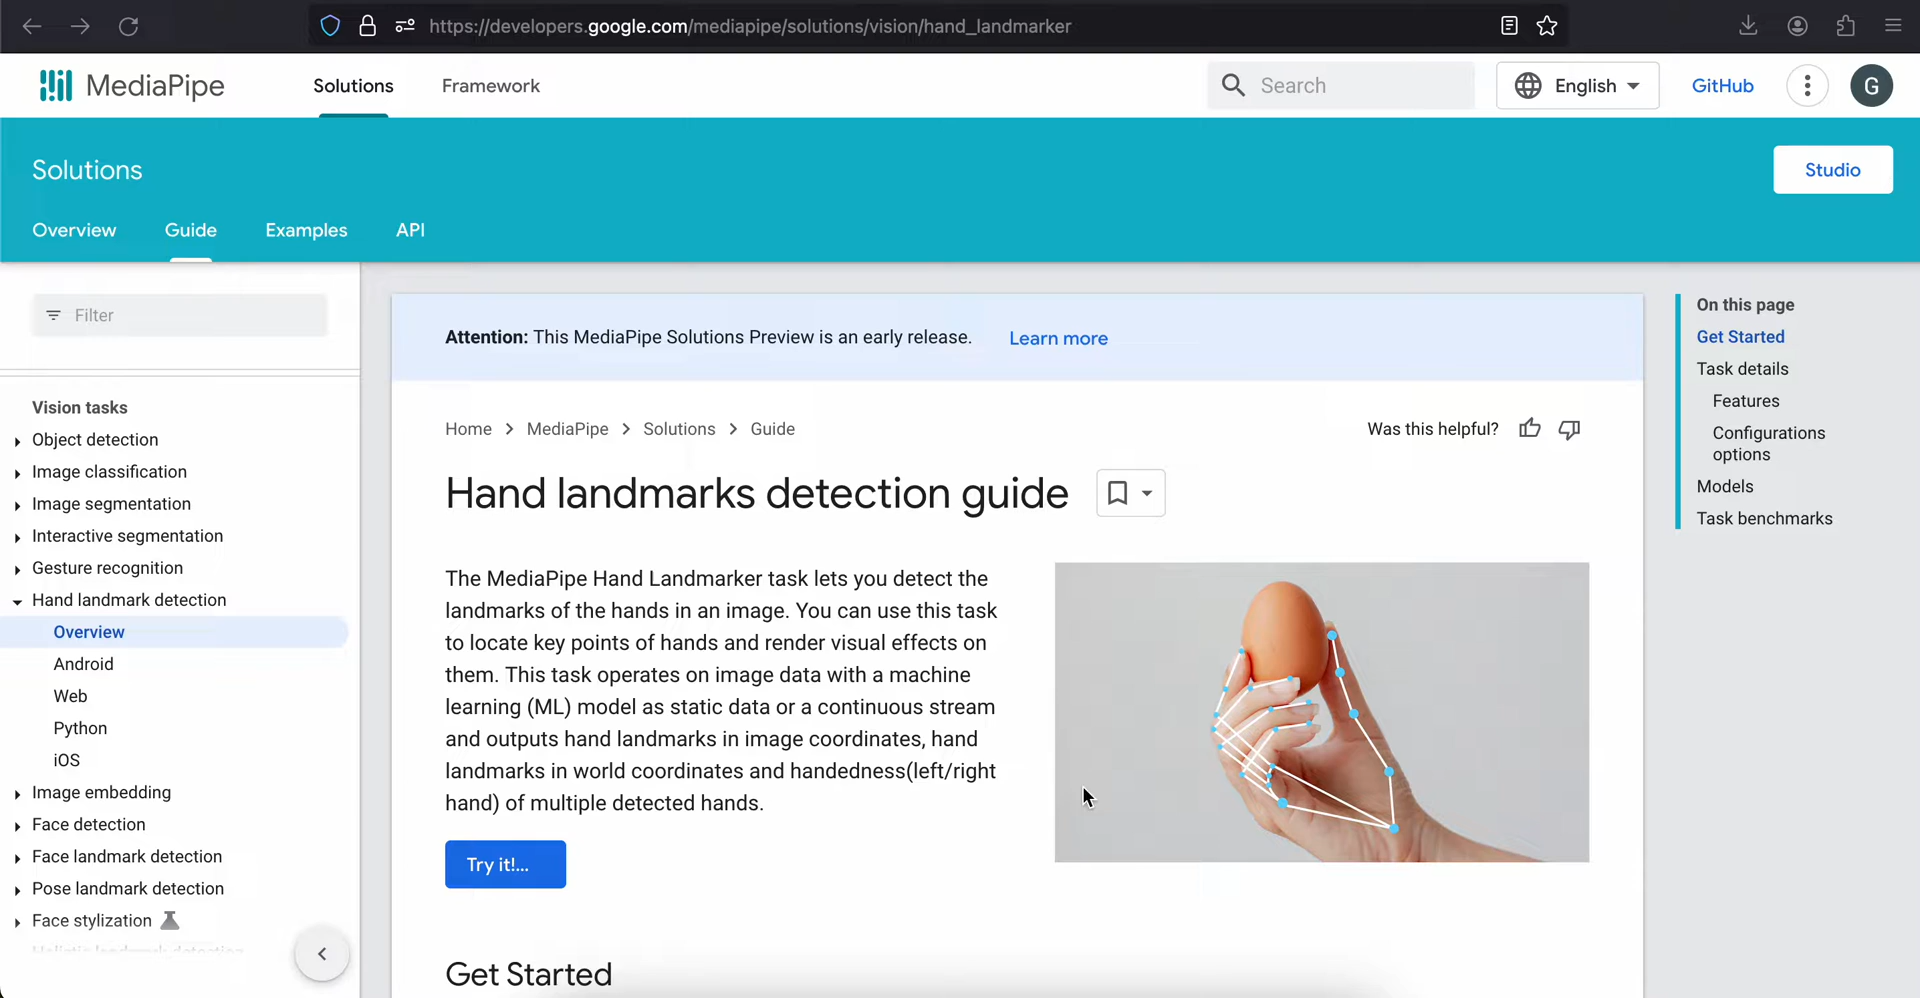 https://developers.google.com/mediapipe/solutions/vision/hand_landmarker
MediaPipe
Solutions
Framework
Search
English
GitHub
G
Solutions
Studio
Overview
Guide
Examples
API
Filter
Vision tasks
Object detection
Image classification
Image segmentation
Interactive segmentation
Gesture recognition
Hand landmark detection
Overview
Android
Web
Python
iOS
Image embedding
Face detection
Face landmark detection
Pose landmark detection
Face stylization
Attention: This MediaPipe Solutions Preview is an early release. Learn more
Home > MediaPipe > Solutions > Guide
Was this helpful?
Hand landmarks detection guide
The MediaPipe Hand Landmarker task lets you detect the
landmarks of the hands in an image. You can use this task
to locate key points of hands and render visual effects on
them. This task operates on image data with a machine
learning (ML) model as static data or a continuous stream
and outputs hand landmarks in image coordinates, hand
landmarks in world coordinates and handedness(left/right
hand) of multiple detected hands.
Try it!...
Get Started
On this page
Get Started
Task details
Features
Configurations
options
Models
Task benchmarks